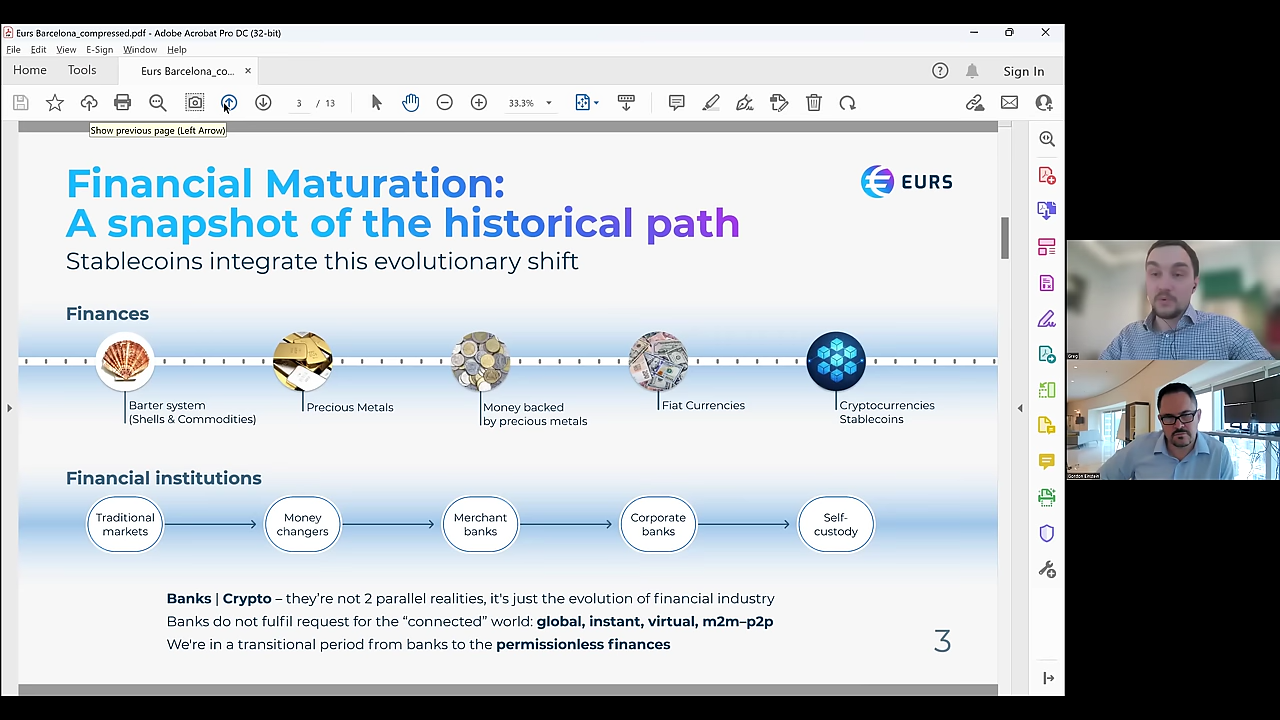 Eurs Barcelona_compressed.pdf - Adobe Acrobat Pro DC (32-bit)
File Edit View E-Sign Window Help
Home Tools Eurs Barcelona_co... × Sign In
3 / 13 33.3%
Show previous page (Left Arrow)
Financial Maturation:
A snapshot of the historical path
EURS
Stablecoins integrate this evolutionary shift
Finances
Barter system
(Shells & Commodities)
Precious Metals
Money backed
by precious metals
Fiat Currencies
Cryptocurrencies
Stablecoins
Financial institutions
Traditional
markets
Money
changers
Merchant
banks
Corporate
banks
Self-
custody
Banks | Crypto – they're not 2 parallel realities, it's just the evolution of financial industry
Banks do not fulfil request for the “connected” world: global, instant, virtual, m2m–p2p
We're in a transitional period from banks to the permissionless finances
3
Greg
Gordon Einstein